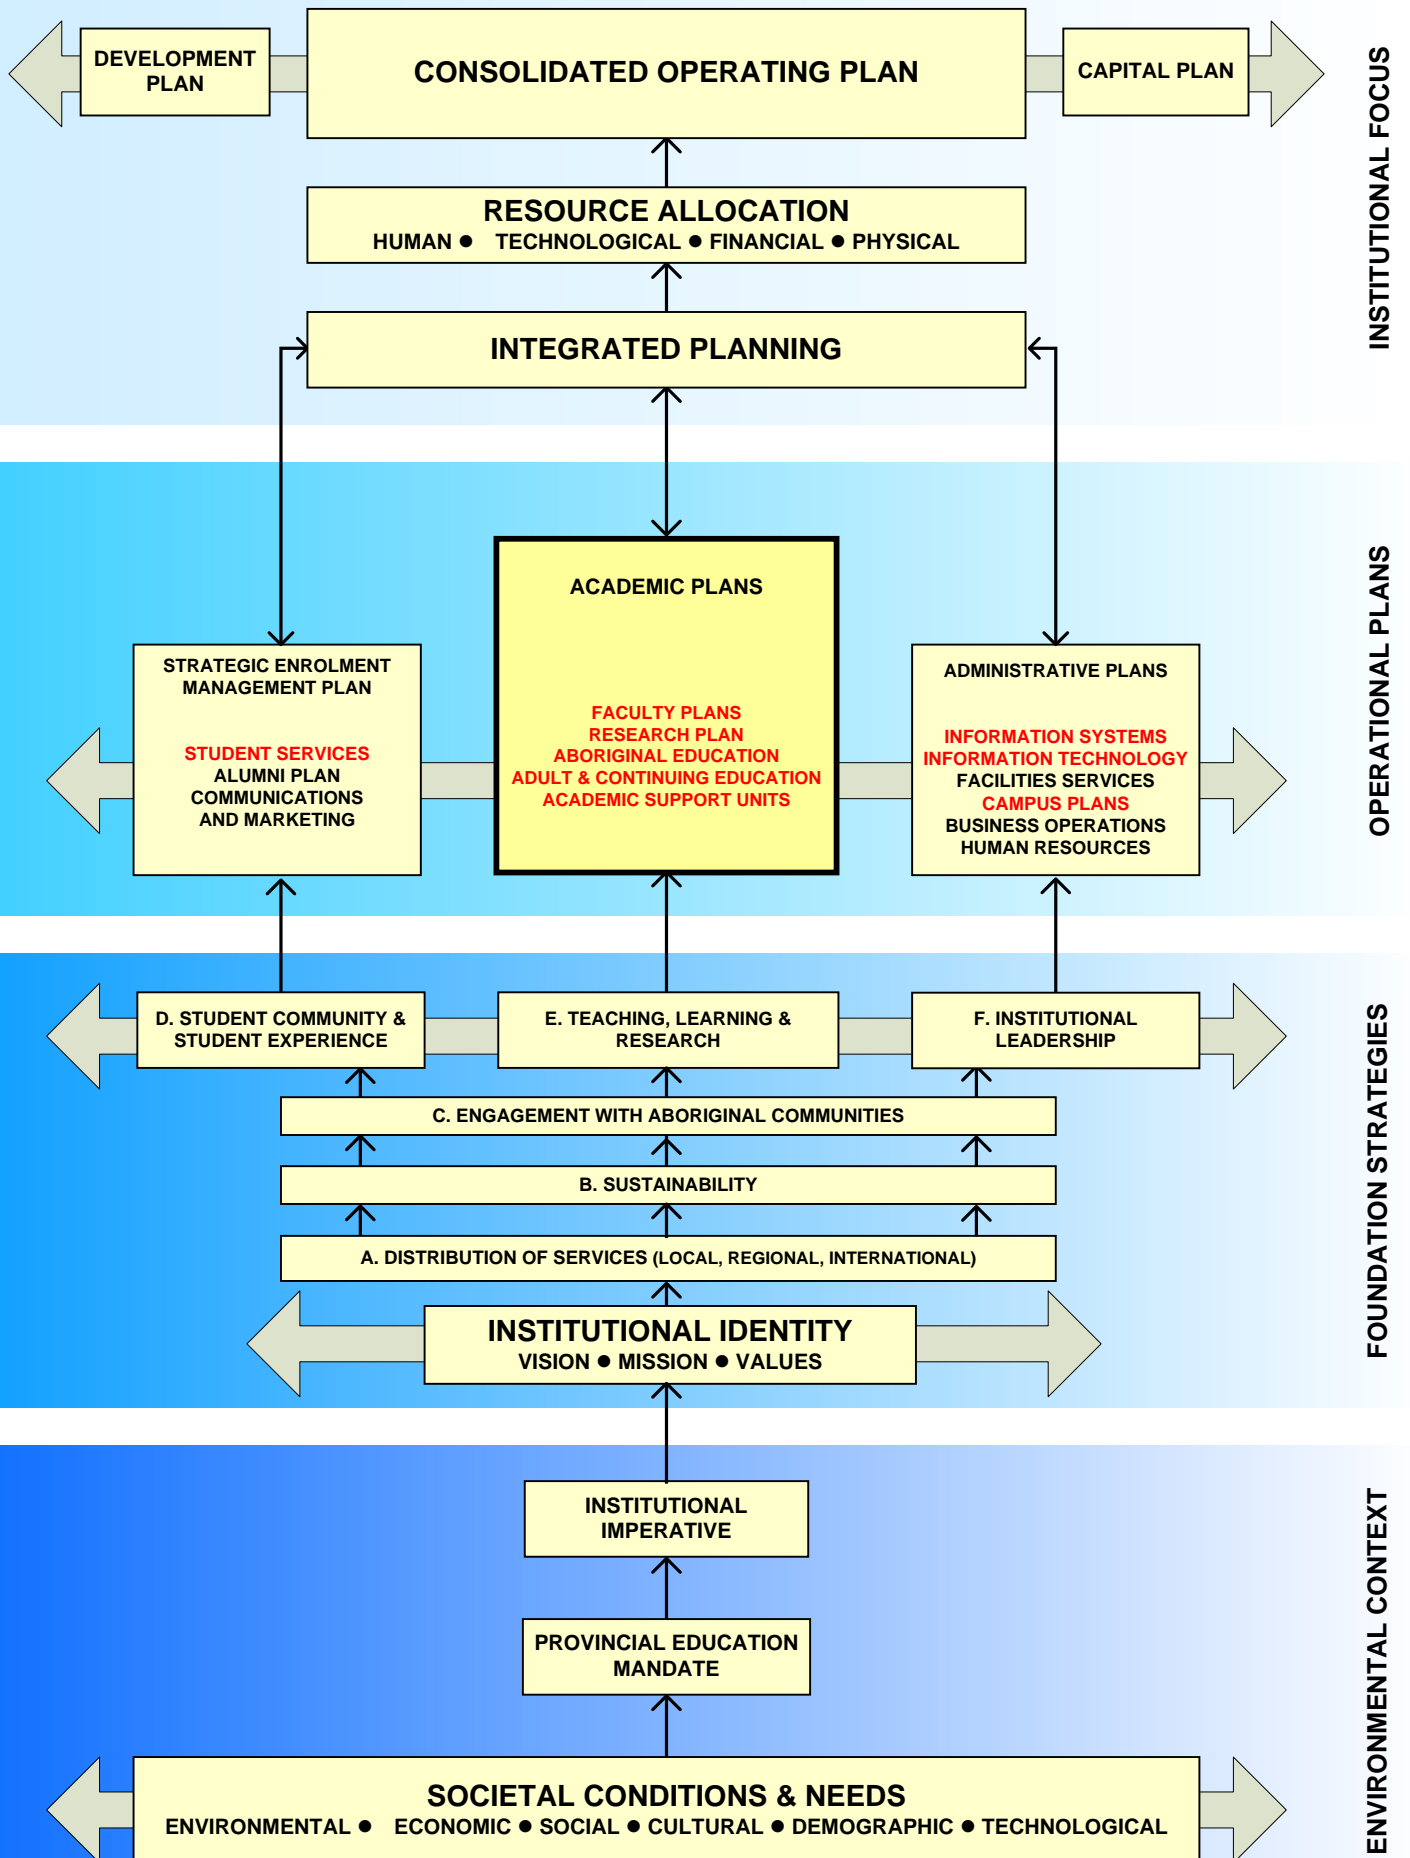 DEVELOPMENT
PLAN
CONSOLIDATED OPERATING PLAN
CAPITAL PLAN
RESOURCE ALLOCATION
HUMAN ● TECHNOLOGICAL ● FINANCIAL ● PHYSICAL
INTEGRATED PLANNING
INSTITUTIONAL FOCUS
STRATEGIC ENROLMENT
MANAGEMENT PLAN
STUDENT SERVICES
ALUMNI PLAN
COMMUNICATIONS
AND MARKETING
ACADEMIC PLANS
FACULTY PLANS
RESEARCH PLAN
ABORIGINAL EDUCATION
ADULT & CONTINUING EDUCATION
ACADEMIC SUPPORT UNITS
ADMINISTRATIVE PLANS
INFORMATION SYSTEMS
INFORMATION TECHNOLOGY
FACILITIES SERVICES
CAMPUS PLANS
BUSINESS OPERATIONS
HUMAN RESOURCES
OPERATIONAL PLANS
D. STUDENT COMMUNITY &
STUDENT EXPERIENCE
E. TEACHING, LEARNING &
RESEARCH
F. INSTITUTIONAL
LEADERSHIP
C. ENGAGEMENT WITH ABORIGINAL COMMUNITIES
B. SUSTAINABILITY
A. DISTRIBUTION OF SERVICES (LOCAL, REGIONAL, INTERNATIONAL)
INSTITUTIONAL IDENTITY
VISION ● MISSION ● VALUES
FOUNDATION STRATEGIES
INSTITUTIONAL
IMPERATIVE
PROVINCIAL EDUCATION
MANDATE
SOCIETAL CONDITIONS & NEEDS
ENVIRONMENTAL ● ECONOMIC ● SOCIAL ● CULTURAL ● DEMOGRAPHIC ● TECHNOLOGICAL
ENVIRONMENTAL CONTEXT